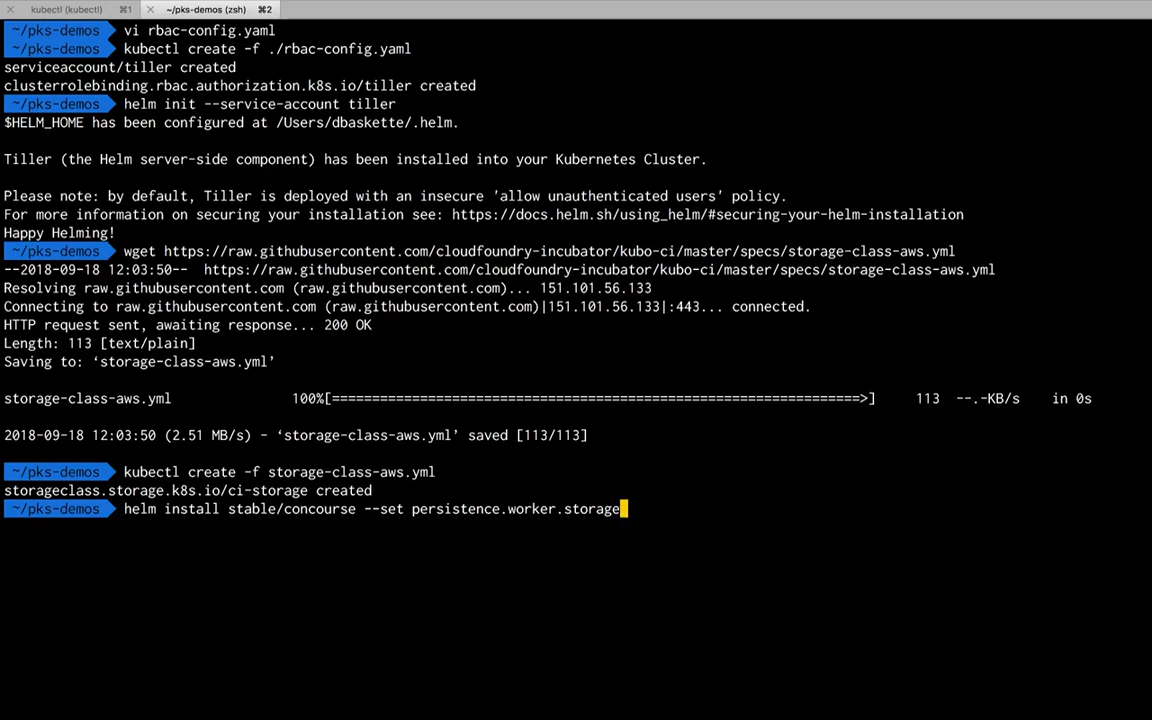 kubectl (kubectl) ⌘1 ~/pks-demos (zsh) ⌘2
~/pks-demos vi rbac-config.yaml
~/pks-demos kubectl create -f ./rbac-config.yaml
serviceaccount/tiller created
clusterrolebinding.rbac.authorization.k8s.io/tiller created
~/pks-demos helm init --service-account tiller
$HELM_HOME has been configured at /Users/dbaskette/.helm.
Tiller (the Helm server-side component) has been installed into your Kubernetes Cluster.
Please note: by default, Tiller is deployed with an insecure 'allow unauthenticated users' policy.
For more information on securing your installation see: https://docs.helm.sh/using_helm/#securing-your-helm-installation
Happy Helming!
~/pks-demos wget https://raw.githubusercontent.com/cloudfoundry-incubator/kubo-ci/master/specs/storage-class-aws.yml
--2018-09-18 12:03:50-- https://raw.githubusercontent.com/cloudfoundry-incubator/kubo-ci/master/specs/storage-class-aws.yml
Resolving raw.githubusercontent.com (raw.githubusercontent.com)... 151.101.56.133
Connecting to raw.githubusercontent.com (raw.githubusercontent.com)|151.101.56.133|:443... connected.
HTTP request sent, awaiting response... 200 OK
Length: 113 [text/plain]
Saving to: ‘storage-class-aws.yml’
storage-class-aws.yml 100%[==================================================================>] 113 --.-KB/s in 0s
2018-09-18 12:03:50 (2.51 MB/s) - ‘storage-class-aws.yml’ saved [113/113]
~/pks-demos kubectl create -f storage-class-aws.yml
storageclass.storage.k8s.io/ci-storage created
~/pks-demos helm install stable/concourse --set persistence.worker.storage